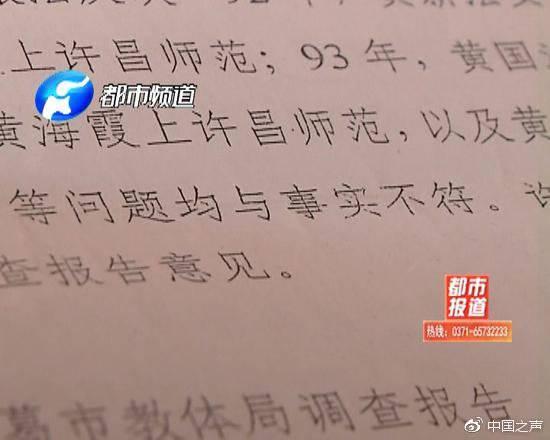 上许昌师范；93年，黄国
都市频道
黄海霞上许昌师范，以及黄
等问题均与事实不符。
查报告意见。
都市
报道
热线：0371-65732233
葛市教体局调查报告
中国之声